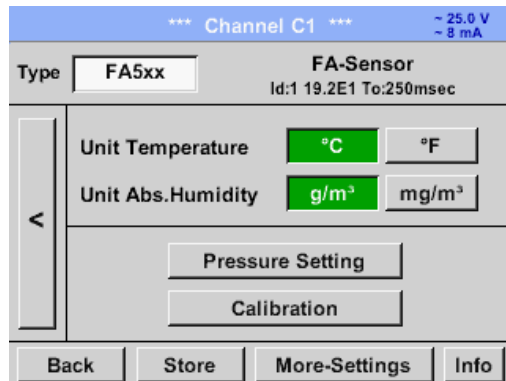 *** Channel C1 ***
~ 25.0 V
~ 8 mA
Type FA5xx FA-Sensor
Id:1 19.2E1 To:250msec
<
Unit Temperature °C °F
Unit Abs.Humidity g/m³ mg/m³
Pressure Setting
Calibration
Back Store More-Settings Info